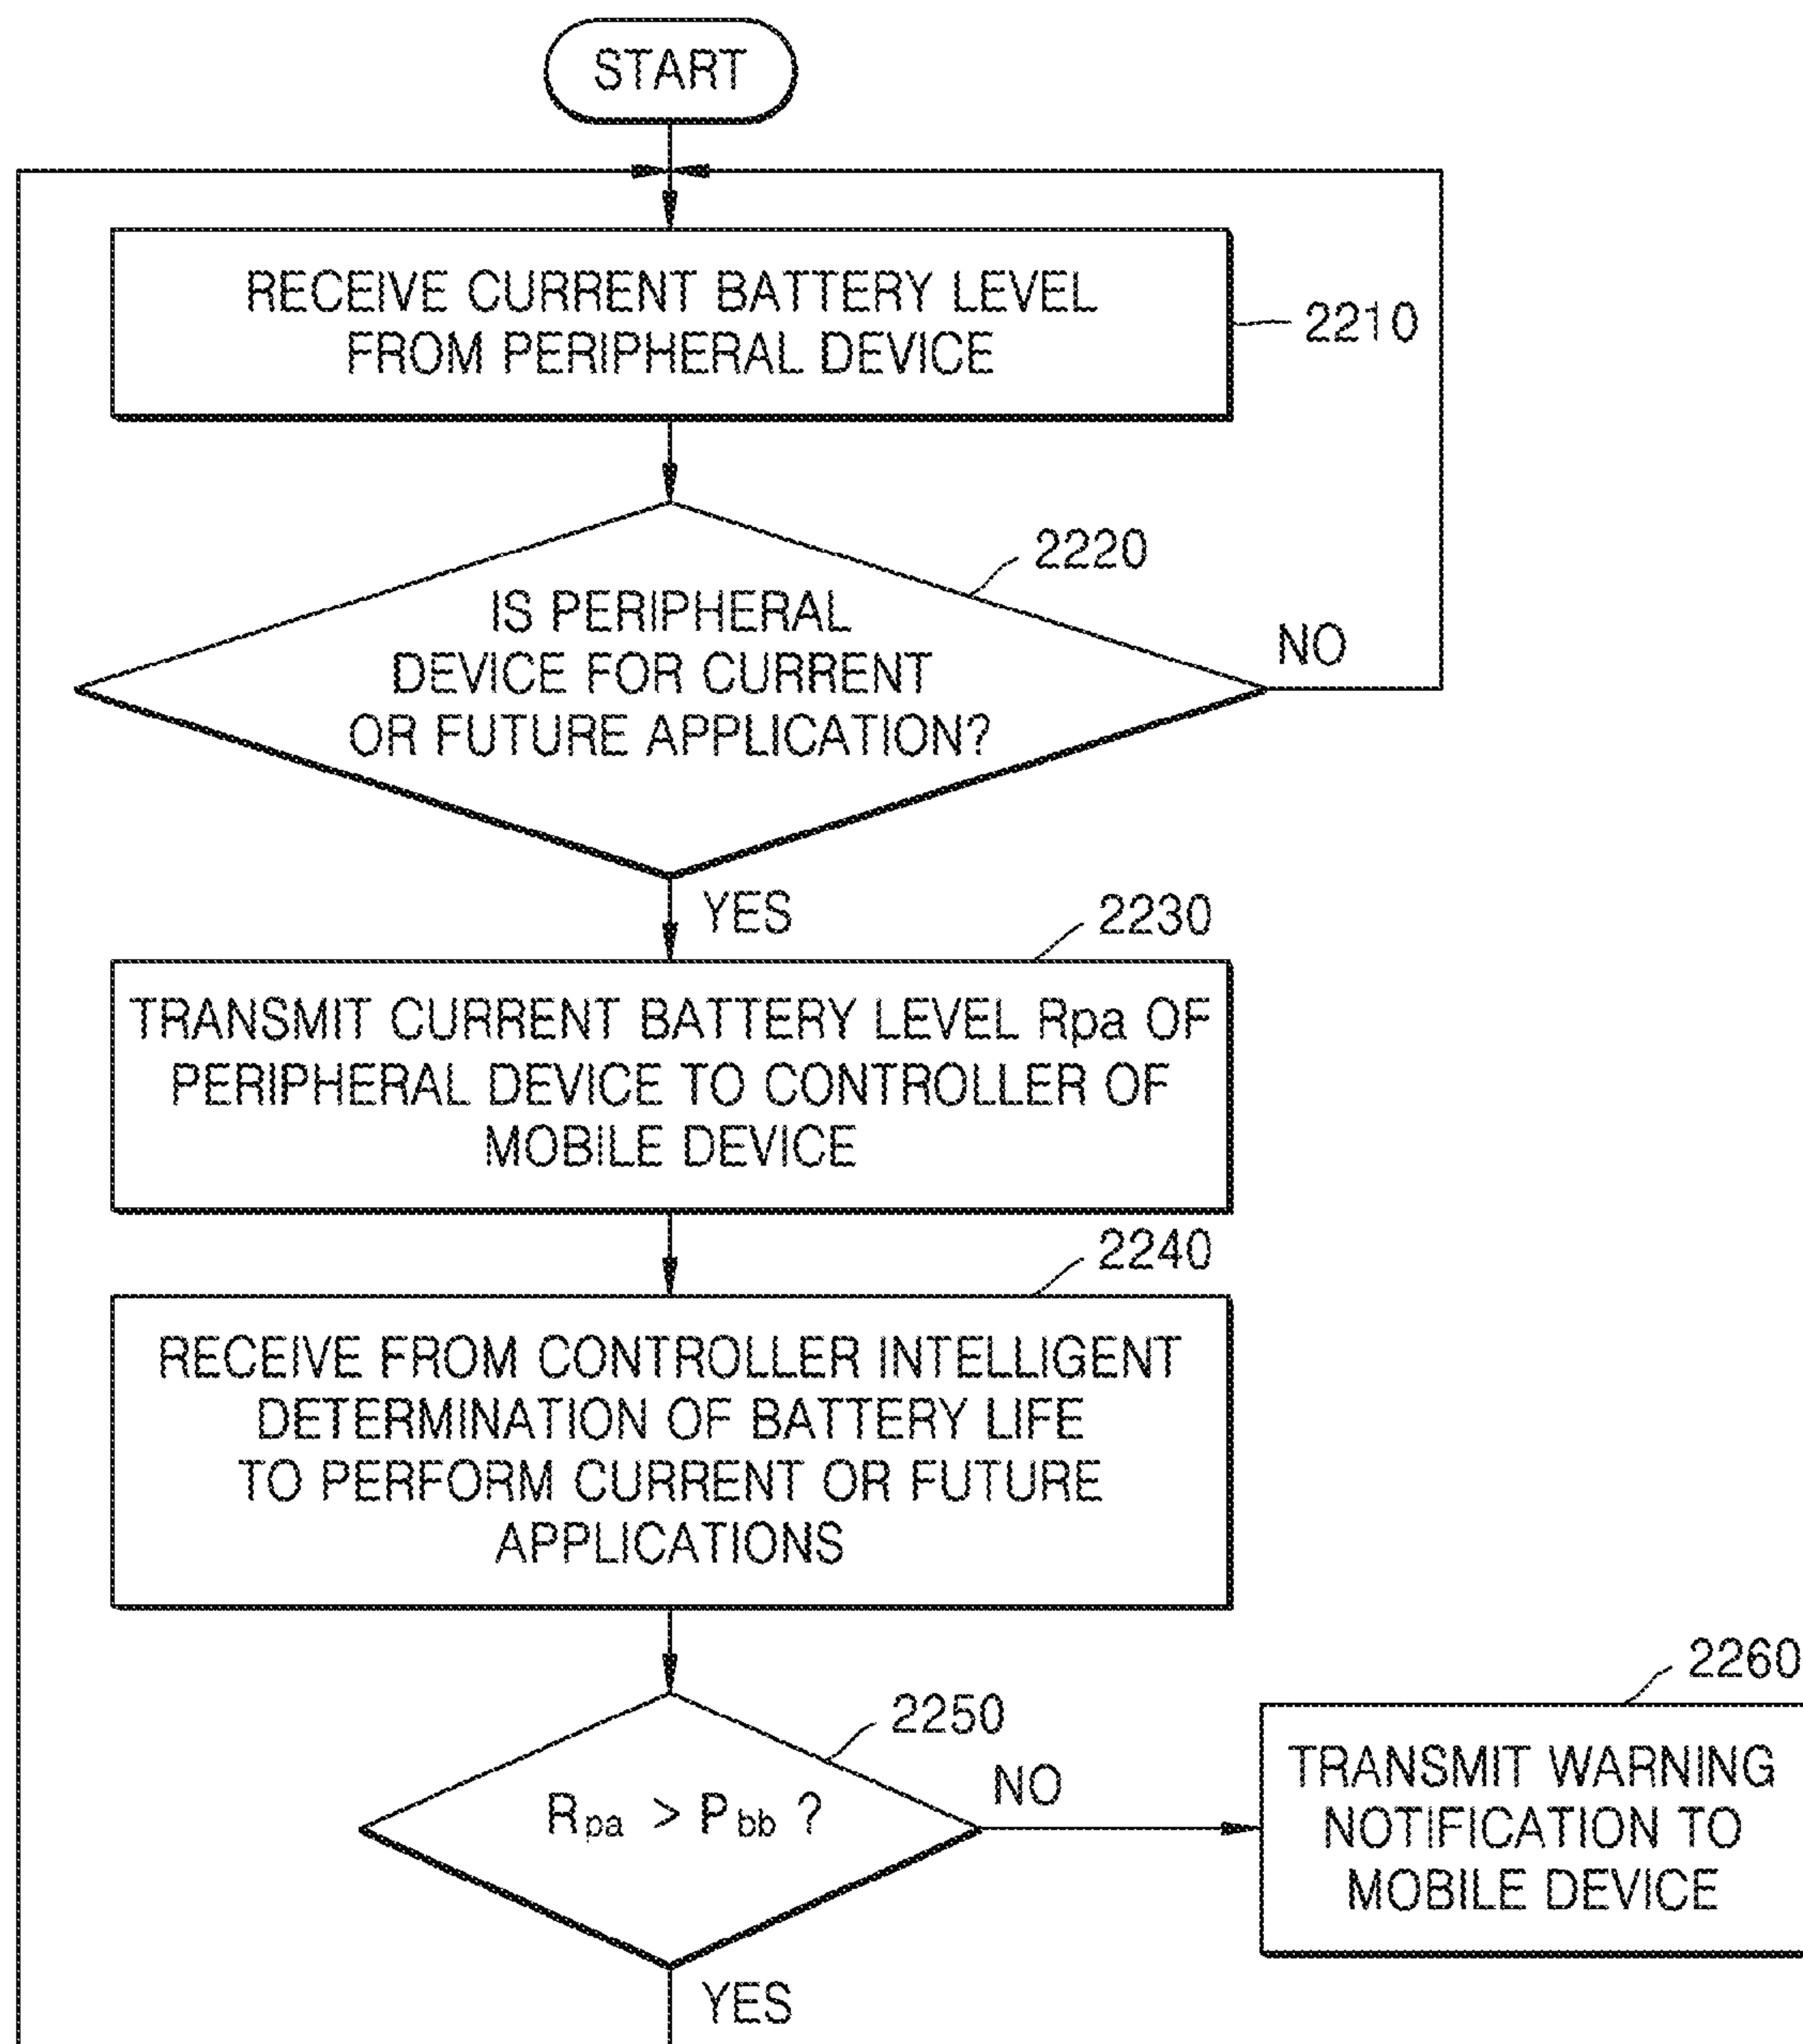 START
RECEIVE CURRENT BATTERY LEVEL
FROM PERIPHERAL DEVICE
2210
2220
IS PERIPHERAL
DEVICE FOR CURRENT
OR FUTURE APPLICATION?
NO
YES
2230
TRANSMIT CURRENT BATTERY LEVEL Rpa OF
PERIPHERAL DEVICE TO CONTROLLER OF
MOBILE DEVICE
2240
RECEIVE FROM CONTROLLER INTELLIGENT
DETERMINATION OF BATTERY LIFE
TO PERFORM CURRENT OR FUTURE
APPLICATIONS
2250
Rpa > Pbb ?
NO
2260
TRANSMIT WARNING
NOTIFICATION TO
MOBILE DEVICE
YES